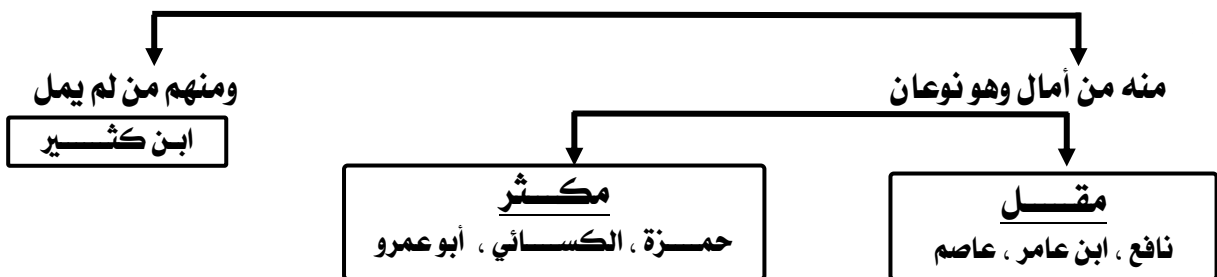 منه من أمال وهو نوعان
ومنهم من لم يمل
ابن كثير
مقل
نافع ، ابن عامر ، عاصم
مكثر
حمزة ، الكسائي ، أبو عمرو